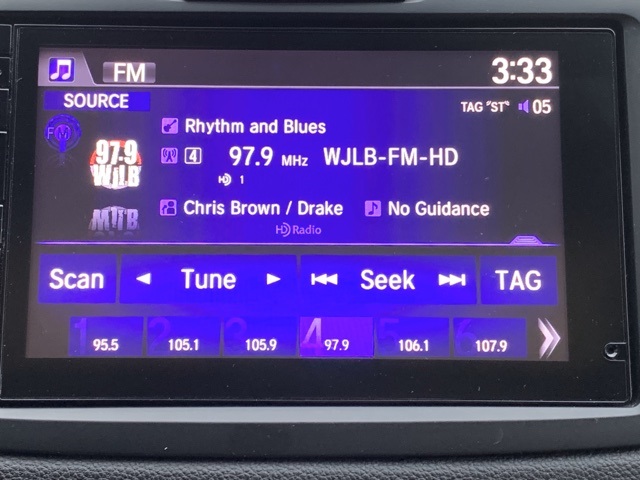 FM 3:33
SOURCE TAG "ST" 05
FM
Rhythm and Blues
97.9
WJLB
4 97.9 MHz WJLB-FM-HD
HD 1
Chris Brown / Drake No Guidance
HD Radio
Scan Tune Seek TAG
1 95.5 2 105.1 3 105.9 4 97.9 5 106.1 6 107.9